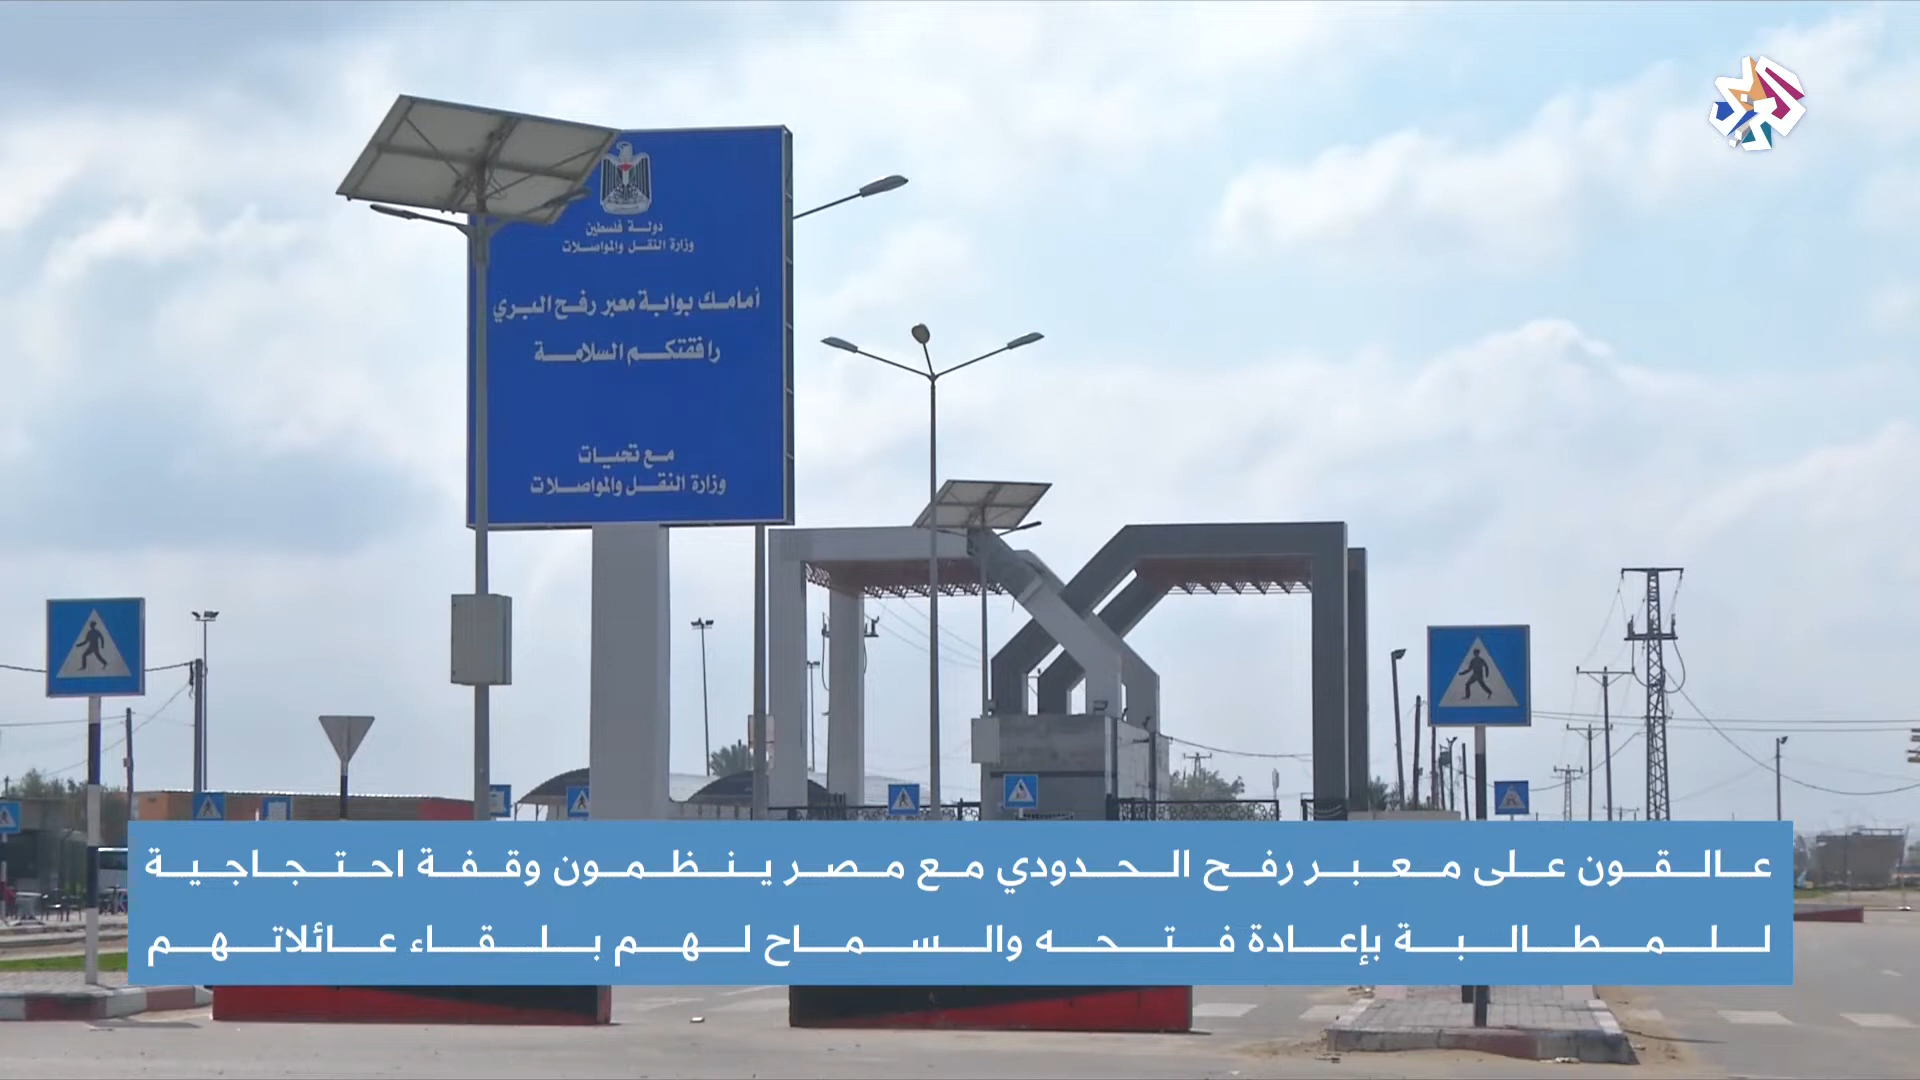 دولة فلسطين
وزارة النقل والمواصلات
أمامك بوابة معبر رفح البري
رافقتكم السلامة
مع تحيات
وزارة النقل والمواصلات
عالقون على معبر رفح الحدودي مع مصر ينظمون وقفة احتجاجية
للمطالبة بإعادة فتحه والسماح لهم بلقاء عائلاتهم